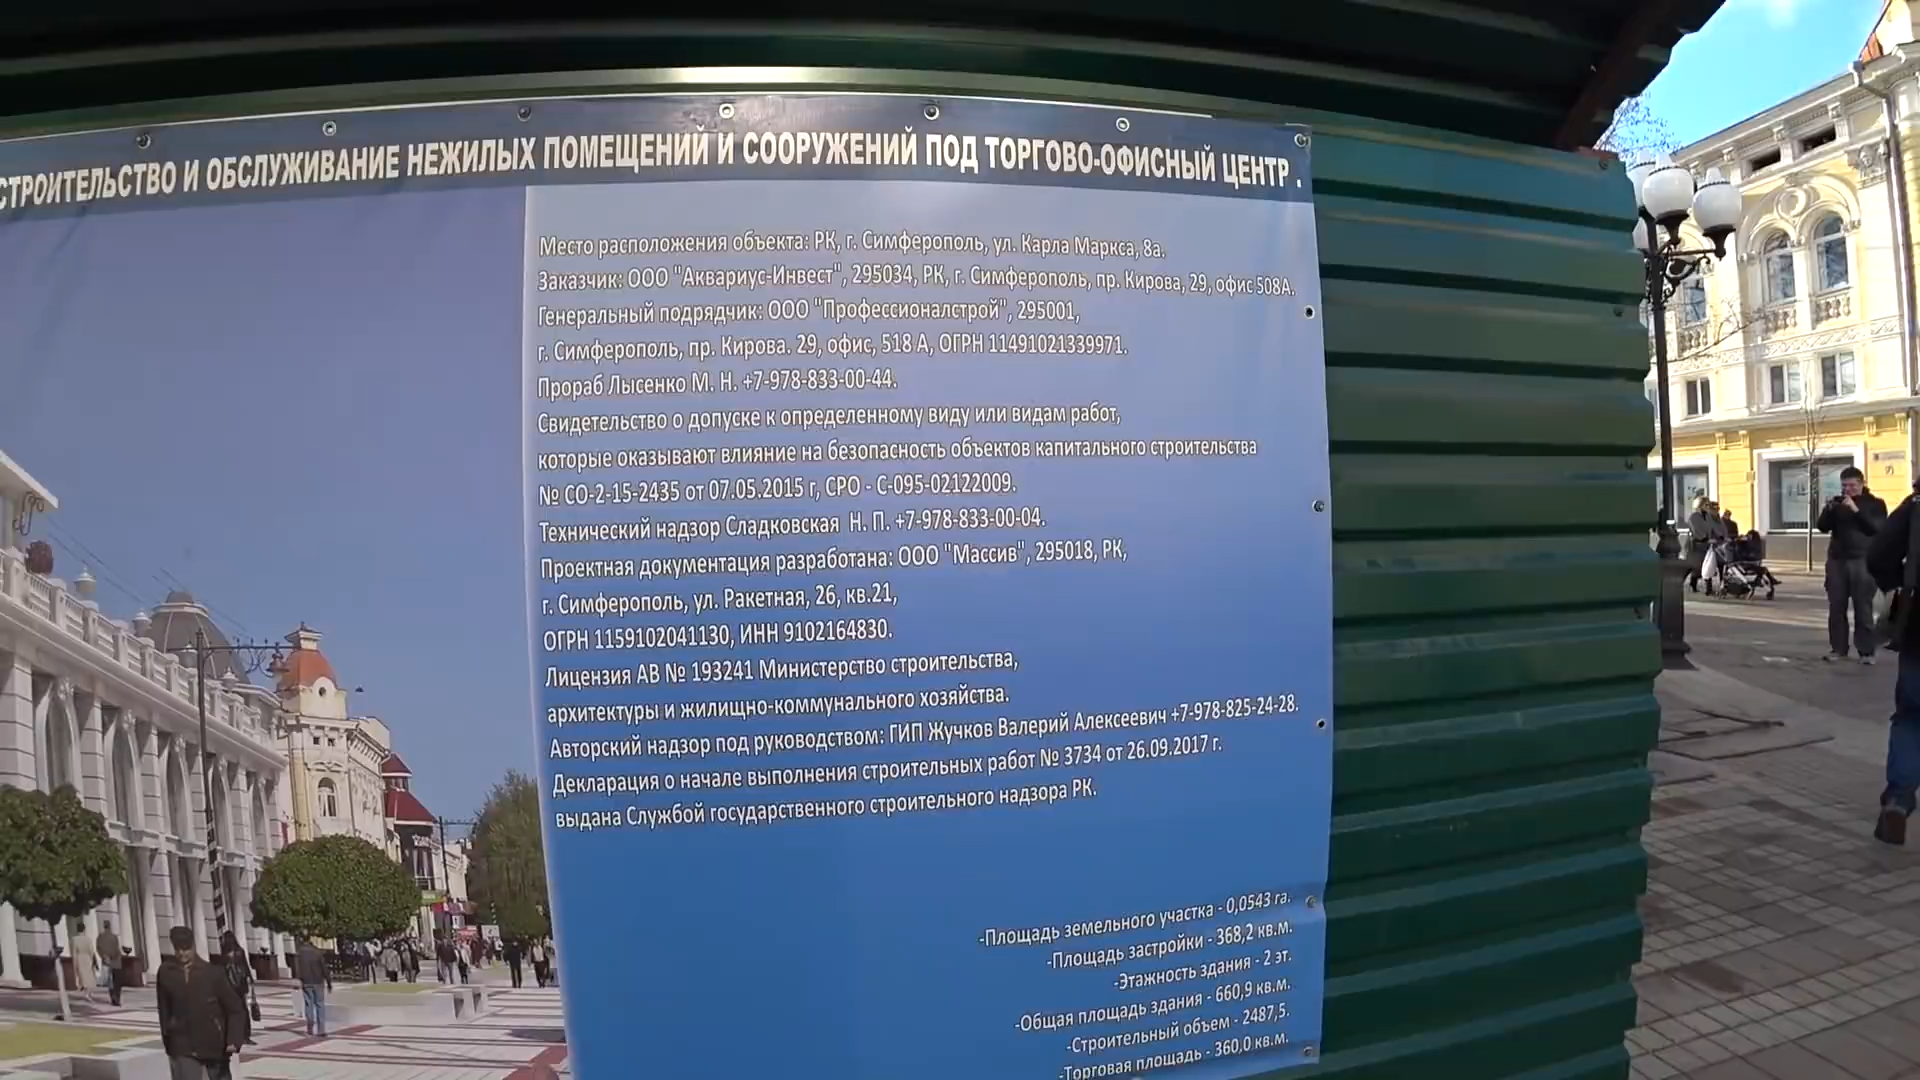 СТРОИТЕЛЬСТВО И ОБСЛУЖИВАНИЕ НЕЖИЛЫХ ПОМЕЩЕНИЙ И СООРУЖЕНИЙ ПОД ТОРГОВО-ОФИСНЫЙ ЦЕНТР .
Место расположения объекта: РК, г. Симферополь, ул. Карла Маркса, 8а.
Заказчик: ООО "Аквариус-Инвест", 295034, РК, г. Симферополь, пр. Кирова, 29, офис 508А.
Генеральный подрядчик: ООО "Профессионалстрой", 295001,
г. Симферополь, пр. Кирова. 29, офис, 518 А, ОГРН 11491021339971.
Прораб Лысенко М. Н. +7-978-833-00-44.
Свидетельство о допуске к определенному виду или видам работ,
которые оказывают влияние на безопасность объектов капитального строительства
№ СО-2-15-2435 от 07.05.2015 г, СРО - С-095-02122009.
Технический надзор Сладковская Н. П. +7-978-833-00-04.
Проектная документация разработана: ООО "Массив", 295018, РК,
г. Симферополь, ул. Ракетная, 26, кв.21,
ОГРН 1159102041130, ИНН 9102164830.
Лицензия АВ № 193241 Министерство строительства,
архитектуры и жилищно-коммунального хозяйства.
Авторский надзор под руководством: ГИП Жучков Валерий Алексеевич +7-978-825-24-28.
Декларация о начале выполнения строительных работ № 3734 от 26.09.2017 г.
выдана Службой государственного строительного надзора РК.
-Площадь земельного участка - 0,0543 га.
-Площадь застройки - 368,2 кв.м.
-Этажность здания - 2 эт.
-Общая площадь здания - 660,9 кв.м.
-Строительный объем - 2487,5.
-Торговая площадь - 360,0 кв.м.